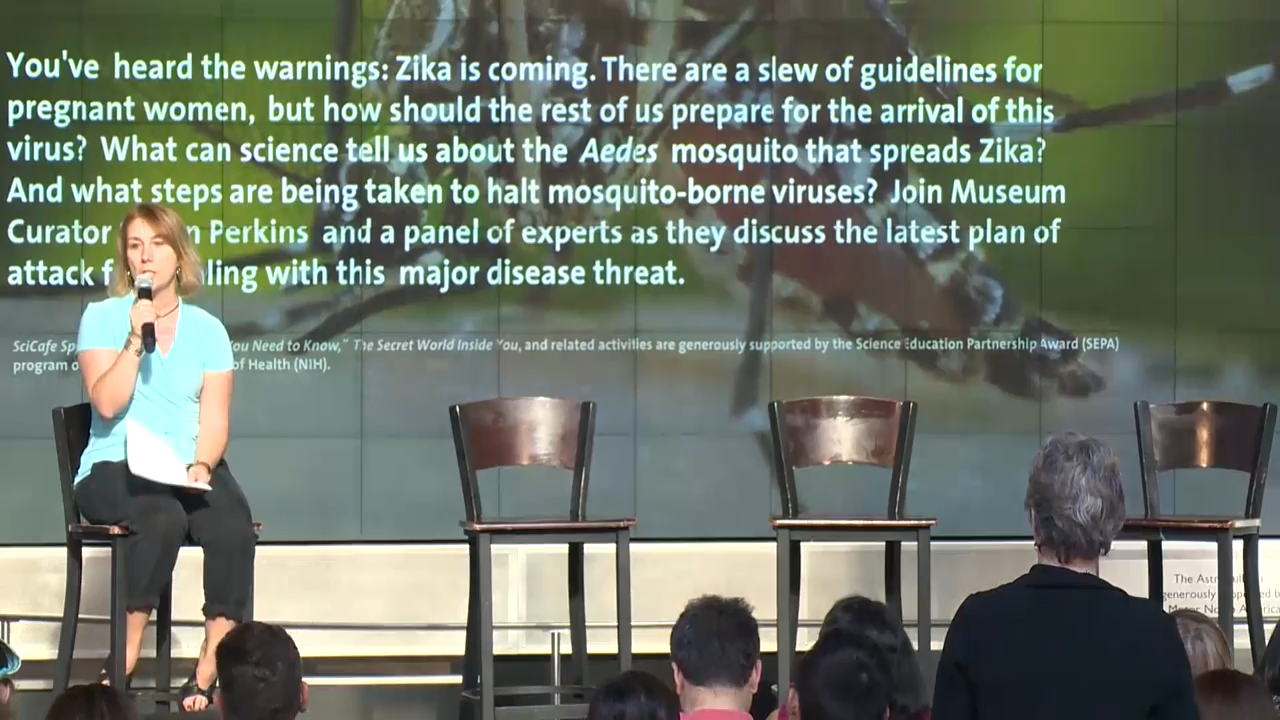 You've heard the warnings: Zika is coming. There are a slew of guidelines for
pregnant women, but how should the rest of us prepare for the arrival of this
virus? What can science tell us about the Aedes mosquito that spreads Zika?
And what steps are being taken to halt mosquito-borne viruses? Join Museum
Curator Perkins and a panel of experts as they discuss the latest plan of
attack with this major disease threat.
SciCafe You Need to Know," The Secret World Inside You, and related activities are generously supported by the Science Education Partnership Award (SEPA)
program of Health (NIH).
The
generously